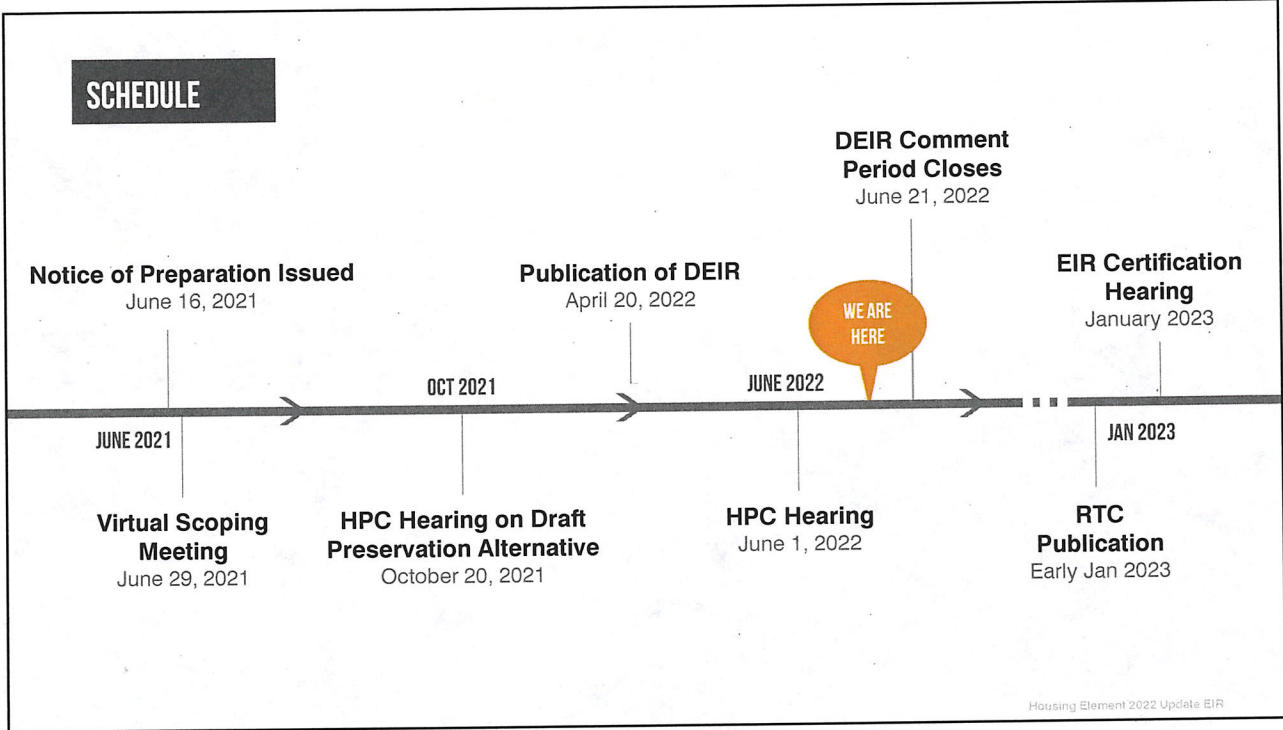 SCHEDULE
DEIR Comment
Period Closes
June 21, 2022
Notice of Preparation Issued
June 16, 2021
Publication of DEIR
April 20, 2022
EIR Certification
Hearing
January 2023
WE ARE
HERE
OCT 2021
JUNE 2022
JUNE 2021
JAN 2023
Virtual Scoping
Meeting
June 29, 2021
HPC Hearing on Draft
Preservation Alternative
October 20, 2021
HPC Hearing
June 1, 2022
RTC
Publication
Early Jan 2023
Housing Element 2022 Update EIR